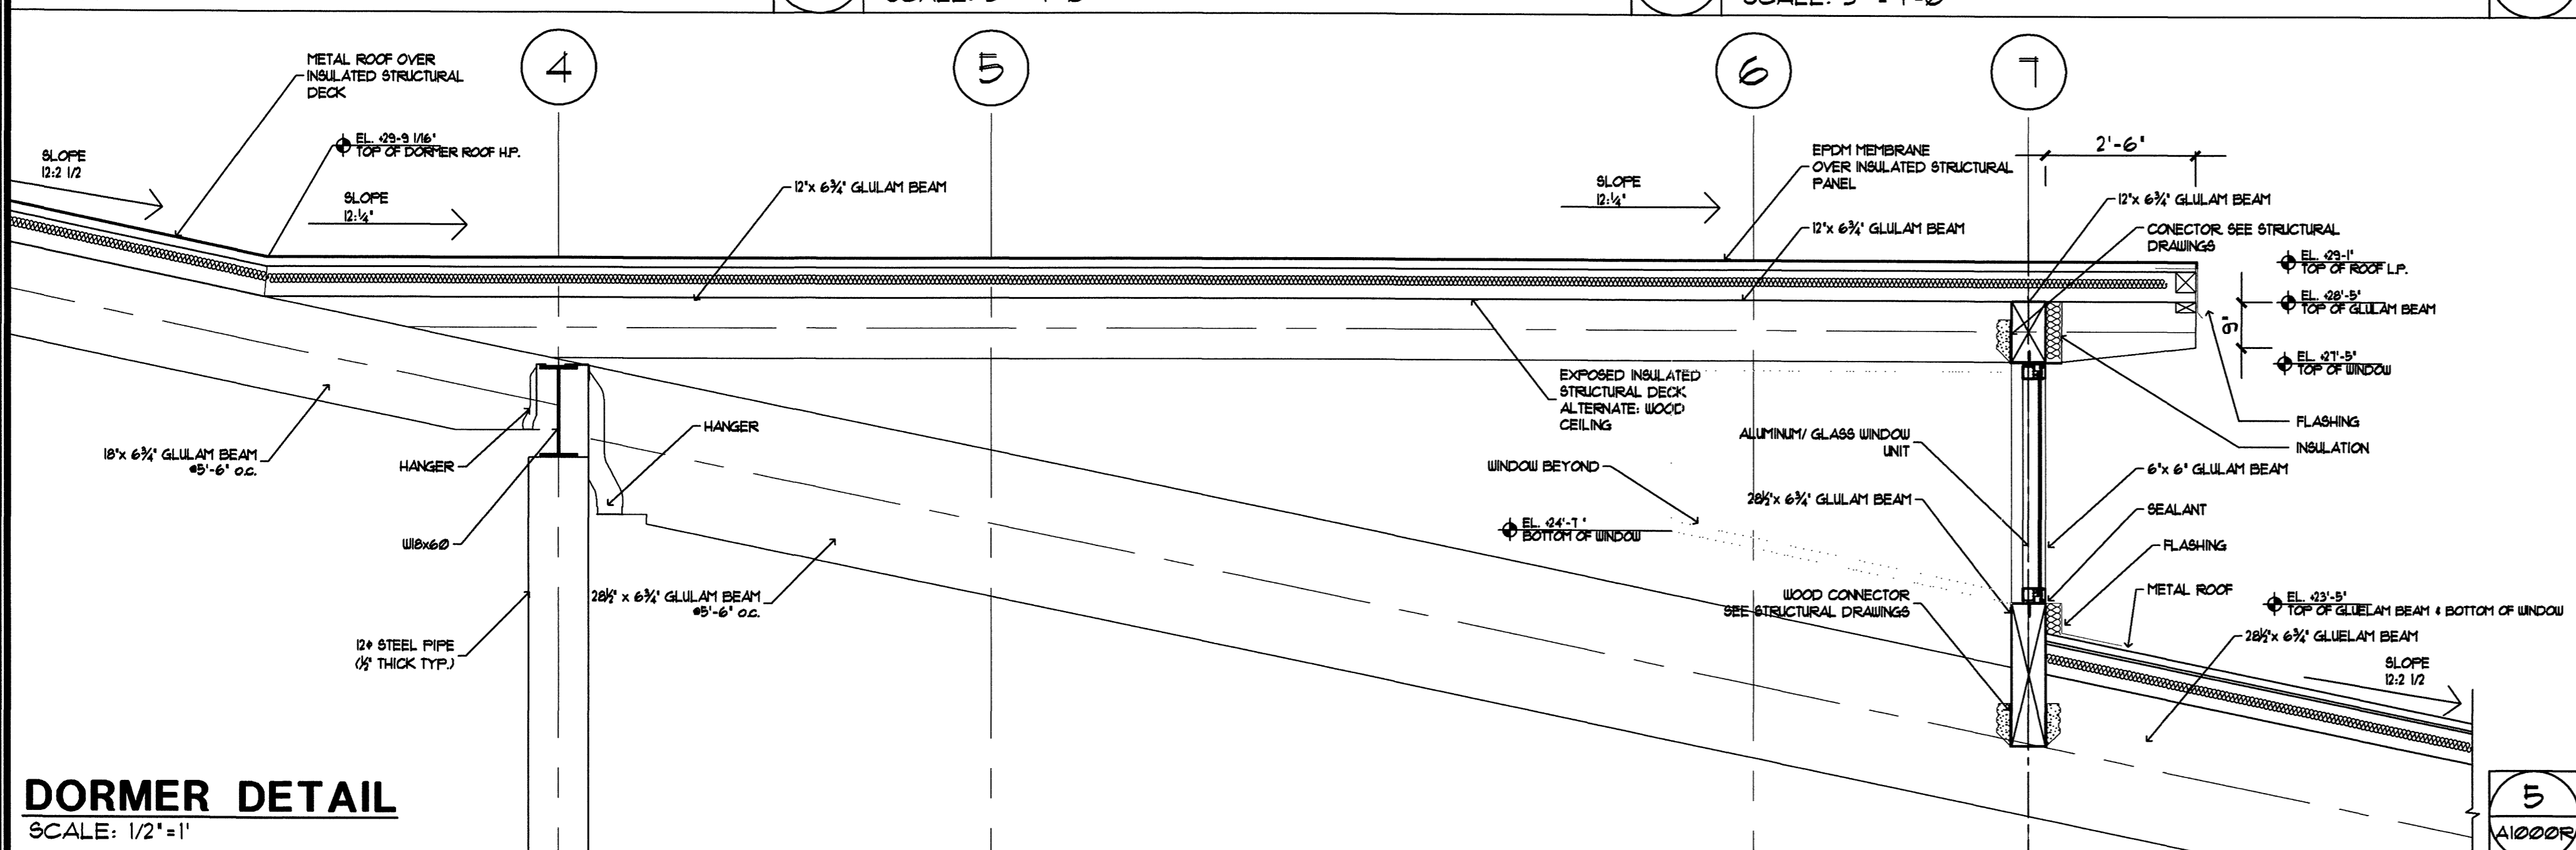 4
5
6
7
METAL ROOF OVER
INSULATED STRUCTURAL
DECK
EL. +29-9 1/16"
TOP OF DORMER ROOF H.P.
SLOPE
12:2 1/2
SLOPE
12:¼"
12"x 6¾" GLULAM BEAM
SLOPE
12:¼"
EPDM MEMBRANE
OVER INSULATED STRUCTURAL
PANEL
12"x 6¾" GLULAM BEAM
2'-6"
12"x 6¾" GLULAM BEAM
CONECTOR SEE STRUCTURAL
DRAWINGS
EL. +29-1"
TOP OF ROOF L.P.
EL. +28'-5"
TOP OF GLULAM BEAM
9"
EL. +27'-5"
TOP OF WINDOW
FLASHING
INSULATION
EXPOSED INSULATED
STRUCTURAL DECK
ALTERNATE: WOOD
CEILING
ALUMINUM/ GLASS WINDOW
UNIT
WINDOW BEYOND
28½"x 6¾" GLULAM BEAM
EL. +24'-7"
BOTTOM OF WINDOW
6"x 6" GLULAM BEAM
SEALANT
FLASHING
METAL ROOF
WOOD CONNECTOR
SEE STRUCTURAL DRAWINGS
EL. +23'-5"
TOP OF GLUELAM BEAM & BOTTOM OF WINDOW
28½"x 6¾" GLUELAM BEAM
SLOPE
12:2 1/2
18"x 6¾" GLULAM BEAM
@5'-6" O.C.
HANGER
HANGER
W18x60
28½" x 6¾" GLULAM BEAM
@5'-6" O.C.
12ϕ STEEL PIPE
(½" THICK TYP.)
DORMER DETAIL
SCALE: 1/2"=1'
5
A1000R